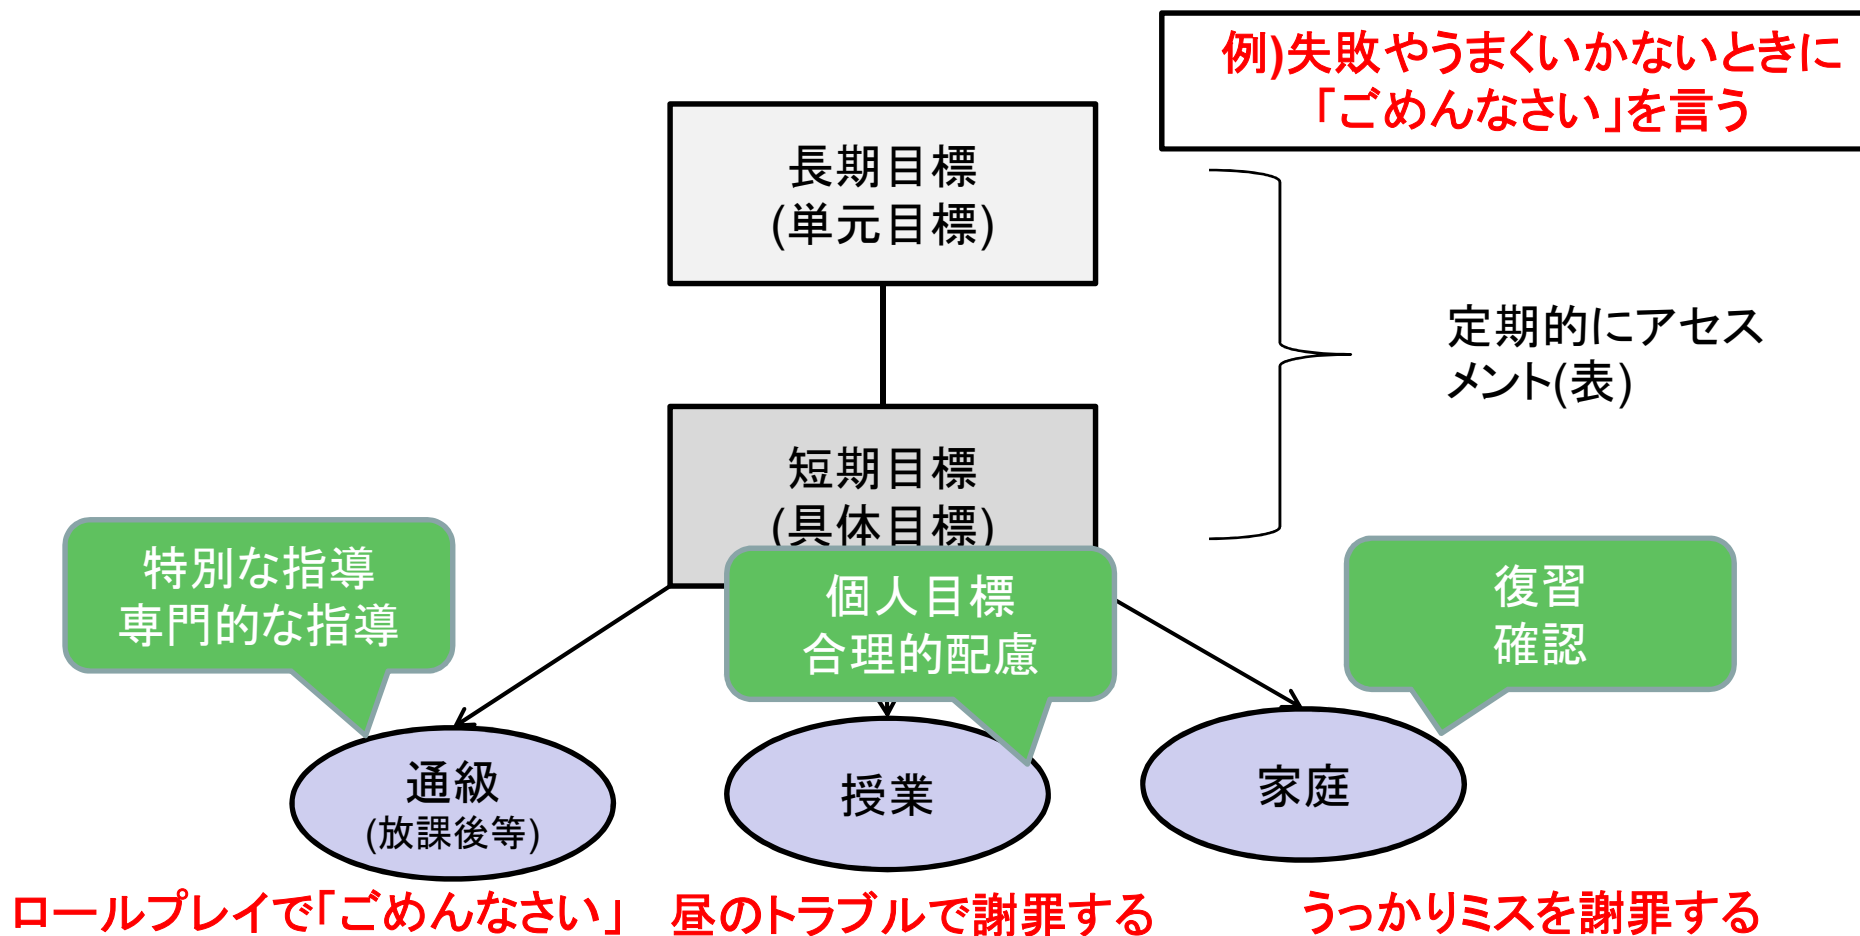 例)失敗やうまくいかないときに
「ごめんなさい」を言う
長期目標
(単元目標)
定期的にアセス
メント(表)
短期目標
(具体目標)
特別な指導
専門的な指導
個人目標
合理的配慮
復習
確認
通級
(放課後等)
授業
家庭
ロールプレイで「ごめんなさい」
昼のトラブルで謝罪する
うっかりミスを謝罪する